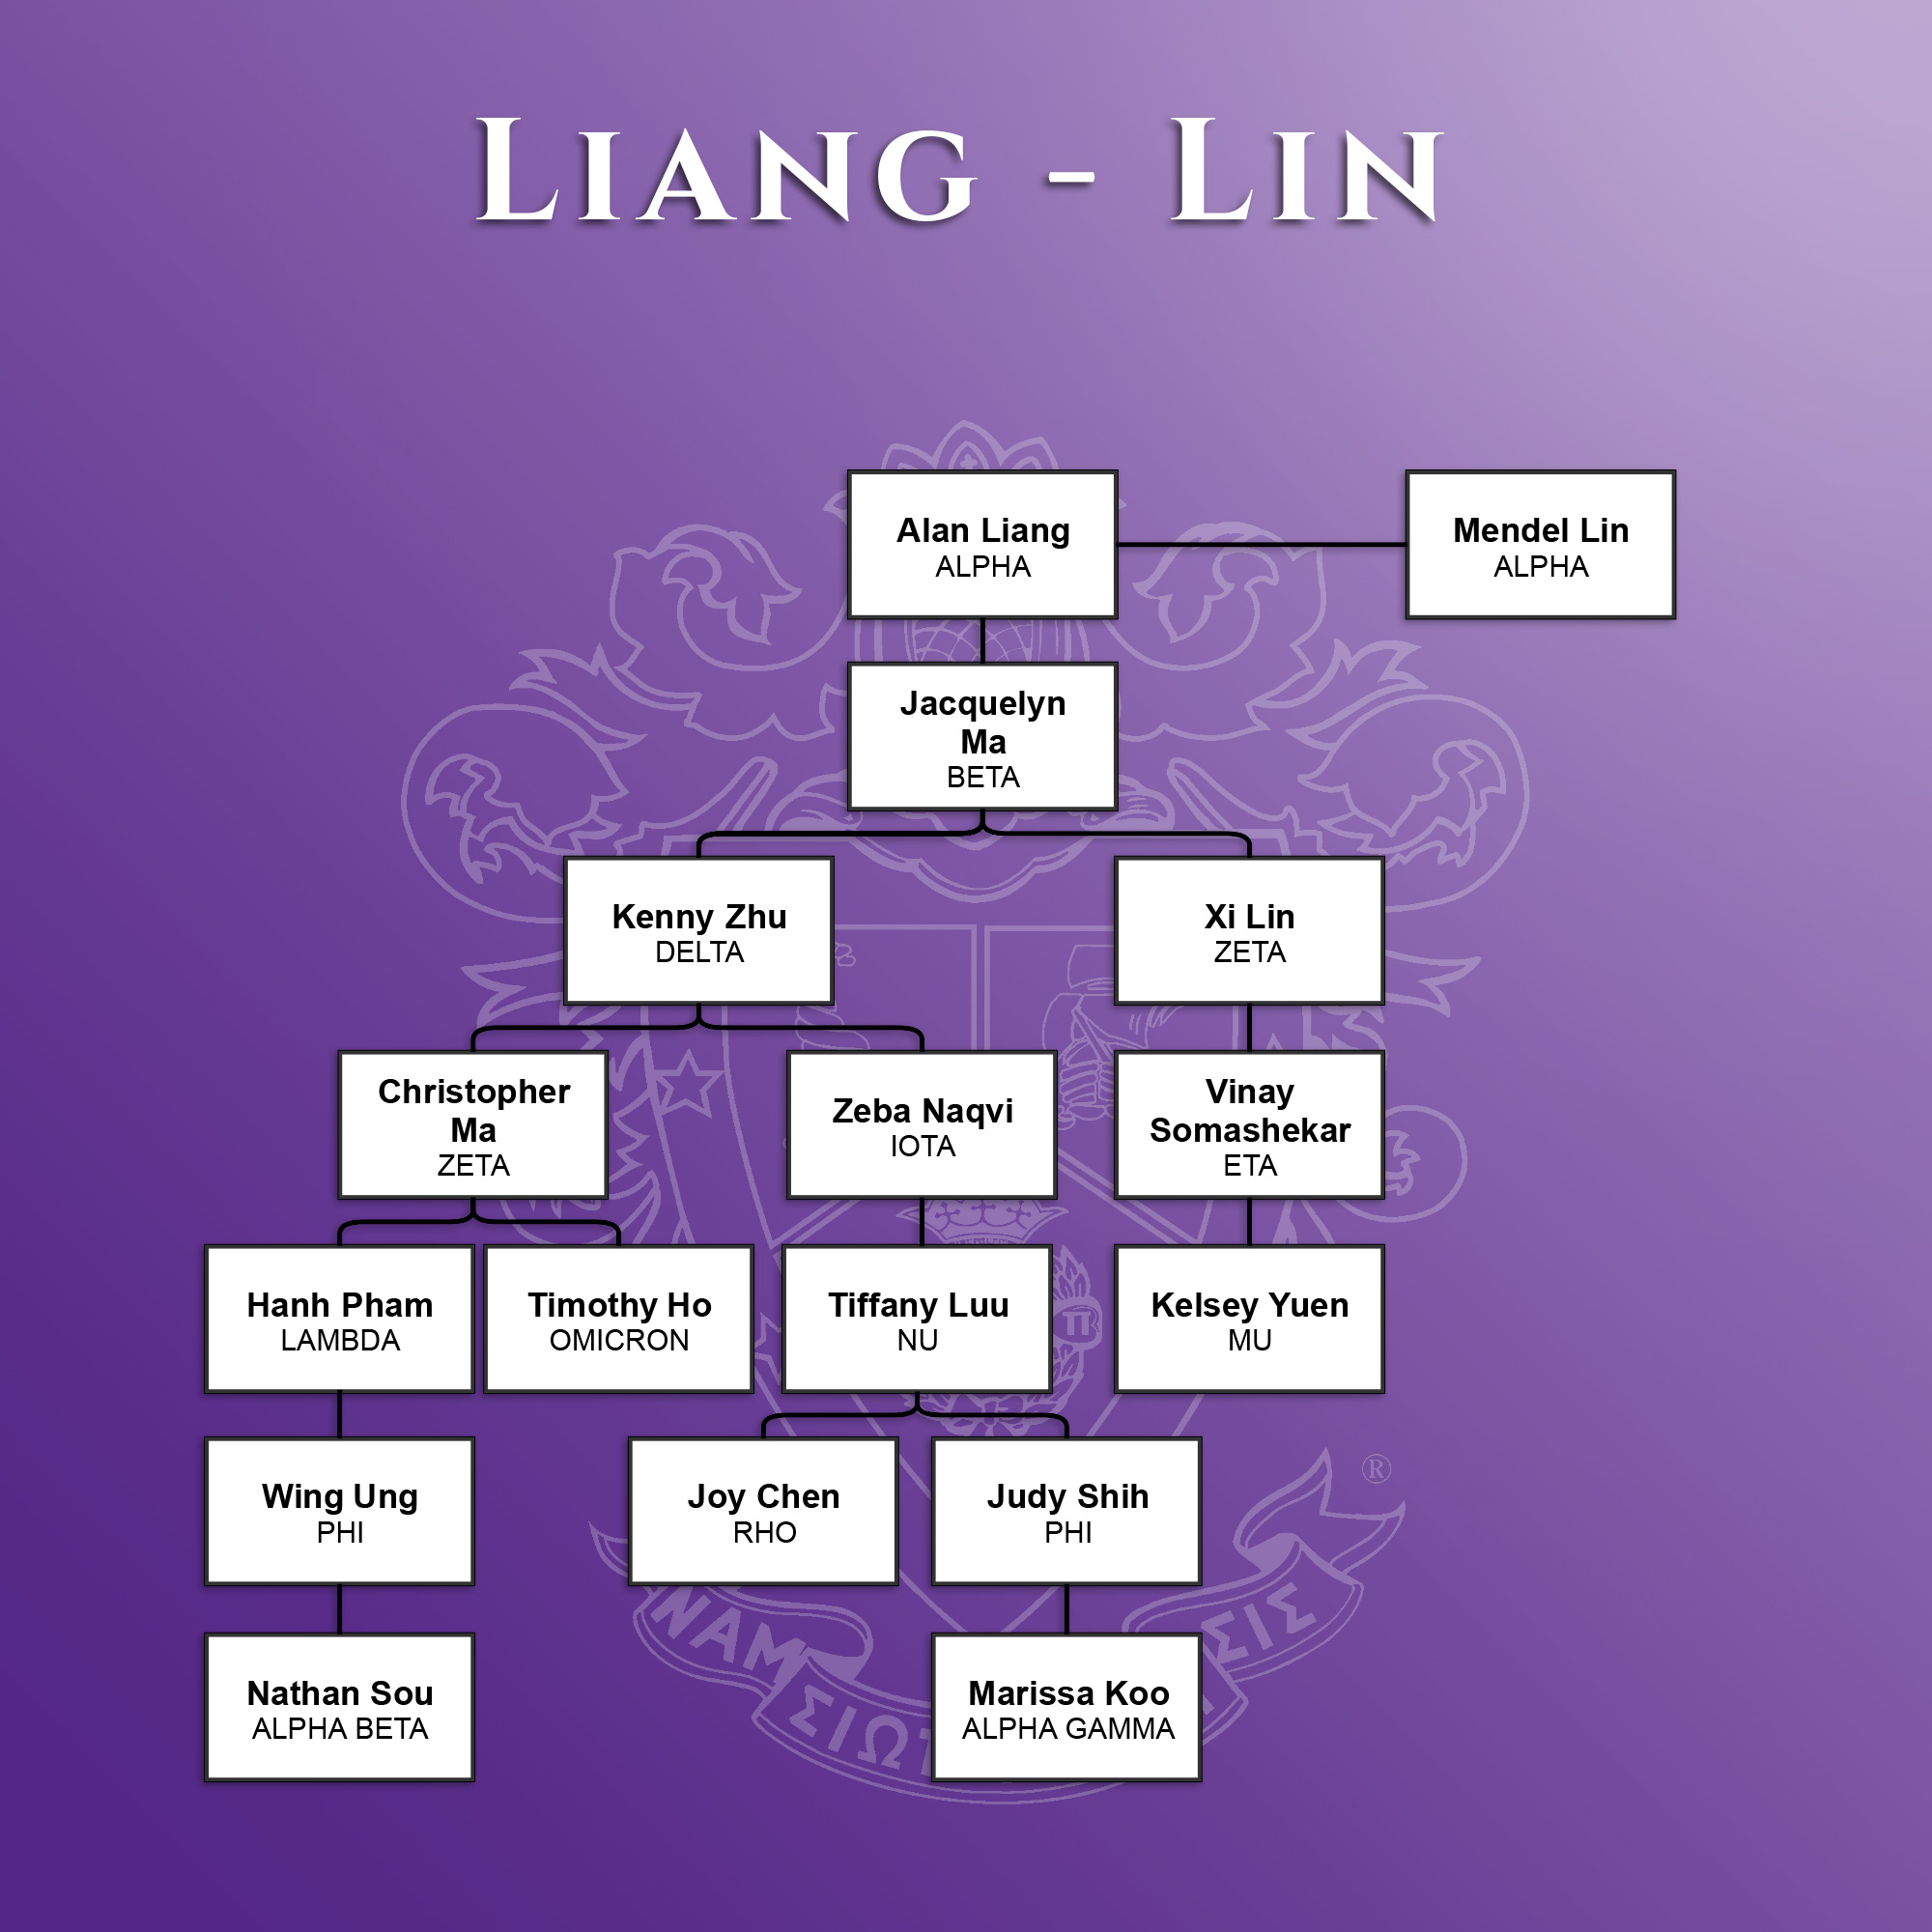 LIANG - LIN
Alan Liang
ALPHA
Mendel Lin
ALPHA
Jacquelyn
Ma
BETA
Kenny Zhu
DELTA
Xi Lin
ZETA
Christopher
Ma
ZETA
Zeba Naqvi
IOTA
Vinay
Somashekar
ETA
Hanh Pham
LAMBDA
Timothy Ho
OMICRON
Tiffany Luu
NU
Kelsey Yuen
MU
Π
Wing Ung
PHI
Joy Chen
RHO
Judy Shih
PHI
®
Nathan Sou
ALPHA BETA
Marissa Koo
ALPHA GAMMA